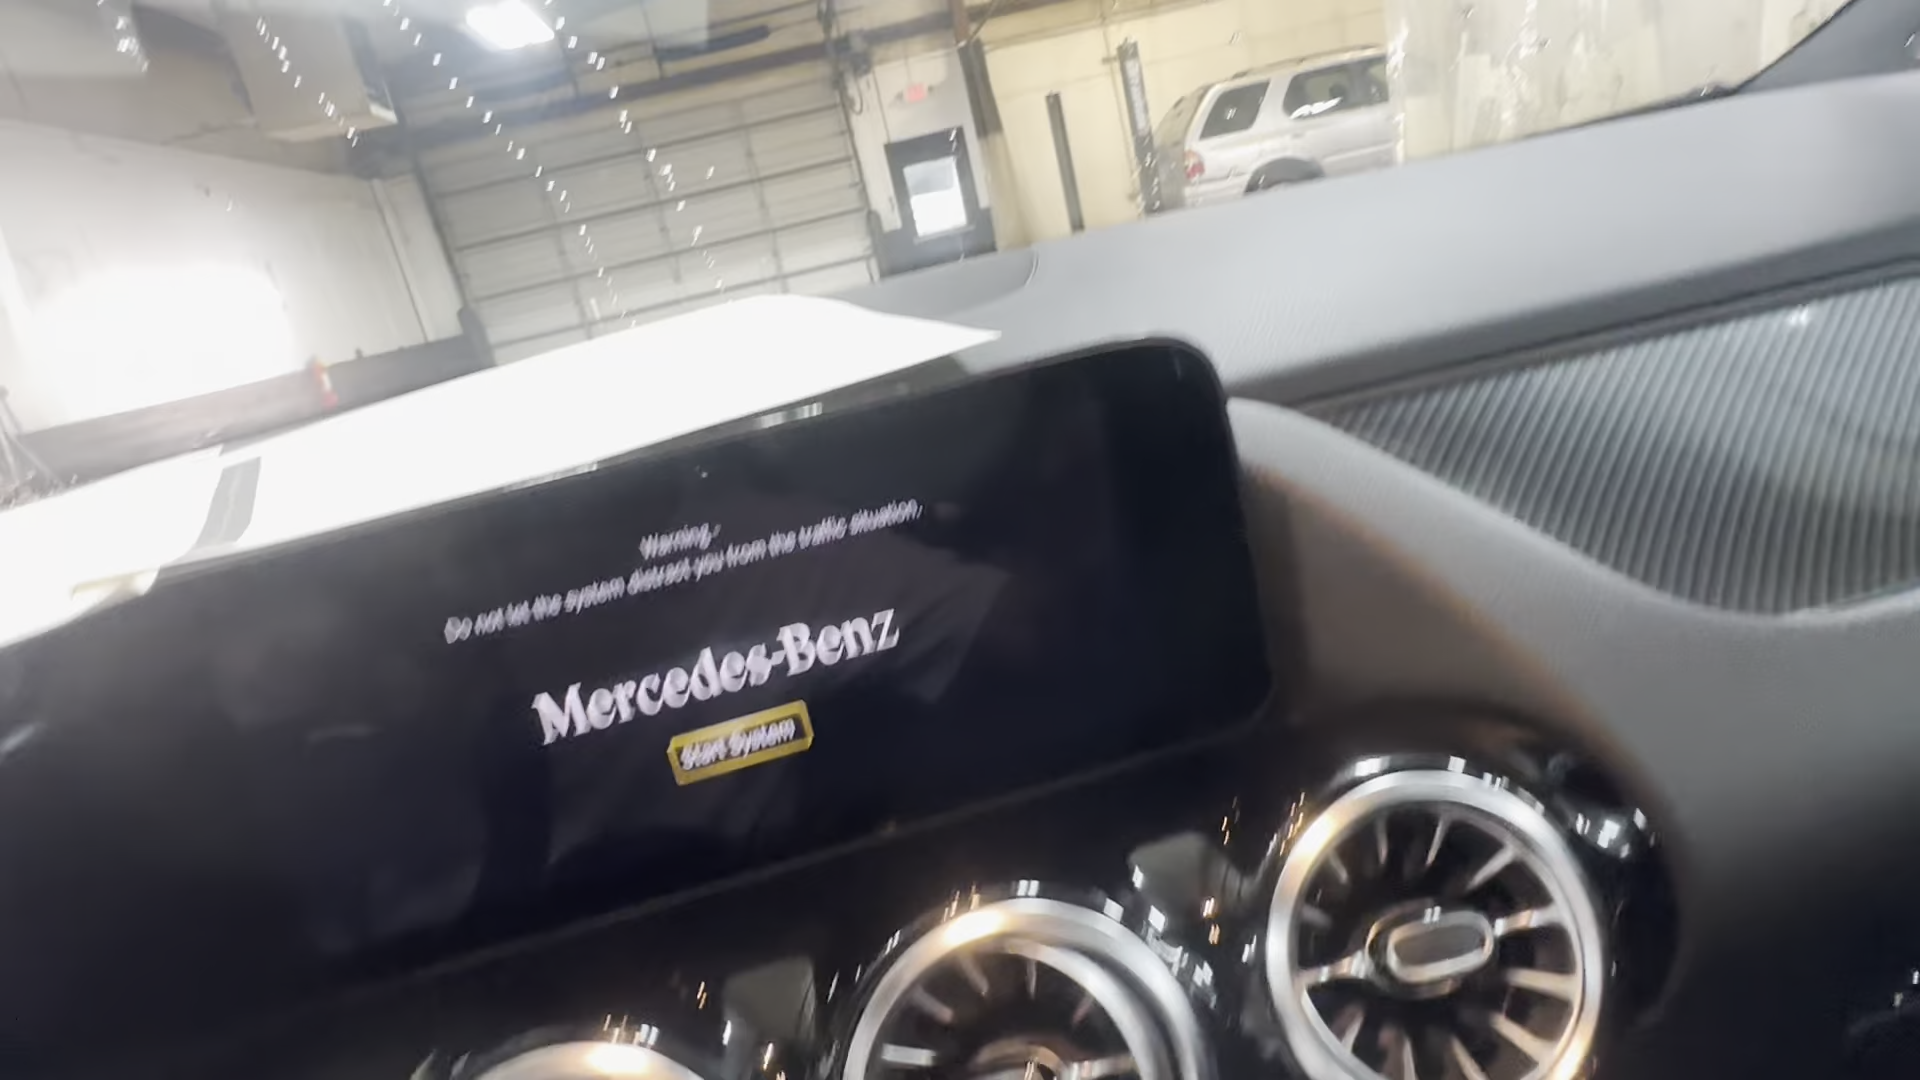 Warning
Do not let the system distract you from the traffic situation.
Mercedes-Benz
Start System